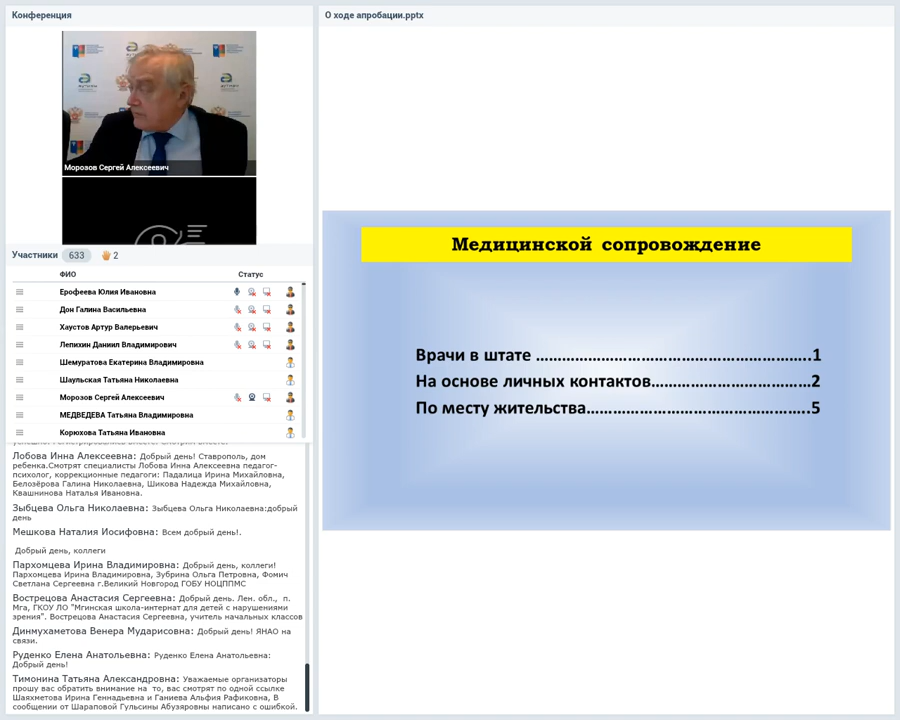 Конференция
Морозов Сергей Алексеевич
Участники 633 2
ФИО Статус
Ерофеева Юлия Ивановна
Дон Галина Васильевна
Хаустов Артур Валерьевич
Лепихин Даниил Владимирович
Шемуратова Екатерина Владимировна
Шаульская Татьяна Николаевна
Морозов Сергей Алексеевич
МЕДВЕДЕВА Татьяна Владимировна
Корюхова Татьяна Ивановна
Лобова Инна Алексеевна: Добрый день! Ставрополь, дом
ребенка.Смотрят специалисты Лобова Инна Алексеевна педагог-
психолог, коррекционные педагоги: Падалица Ирина Михайловна,
Белозёрова Галина Николаевна, Шикова Надежда Михайловна,
Квашнинова Наталья Ивановна.
Зыбцева Ольга Николаевна: Зыбцева Ольга Николаевна:добрый
день
Мешкова Наталия Иосифовна: Всем добрый день!.
Добрый день, коллеги
Пархомцева Ирина Владимировна: Добрый день, коллеги!
Пархомцева Ирина Владимировна, Зубрина Ольга Петровна, Фомич
Светлана Сергеевна г.Великий Новгород ГОБУ НОЦППМС
Вострецова Анастасия Сергеевна: Добрый день. Лен. обл., п.
Мга, ГКОУ ЛО "Мгинская школа-интернат для детей с нарушениями
зрения". Вострецова Анастасия Сергеевна, учитель начальных классов
Динмухаметова Венера Мударисовна: Добрый день! ЯНАО на
связи.
Руденко Елена Анатольевна: Руденко Елена Анатольевна:
Добрый день!
Тимонина Татьяна Александровна: Уважаемые организаторы
прошу вас обратить внимание на то, вас смотрят по одной ссылке
Шаяхметова Ирина Геннадьевна и Ганиева Альфия Рафиковна, В
сообщении от Шараповой Гульсины Абузяровны написано с ошибкой.
О ходе апробации.pptx
Медицинской сопровождение
Врачи в штате ……………………………………………………..1
На основе личных контактов………………………………2
По месту жительства…………………………………………..5